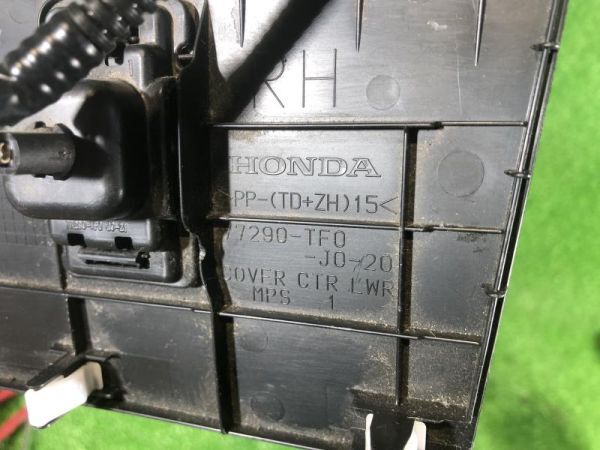 RH
HONDA
PP-(TD+ZH)15<
77290-TF0
-J0-20
COVER CTR LWR
MPS 1